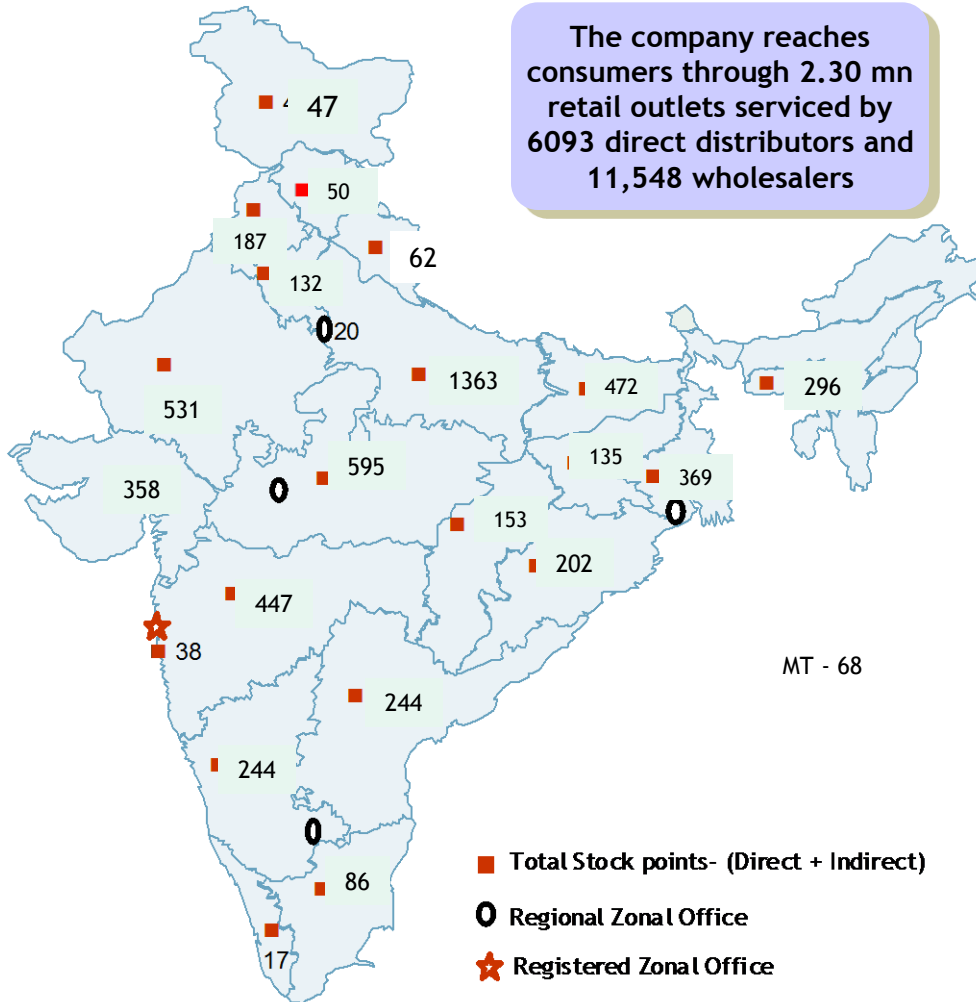 The company reaches
consumers through 2.30 mn
retail outlets serviced by
6093 direct distributors and
11,548 wholesalers
47
50
187
62
132
20
1363
472
296
531
595
135
369
358
153
202
447
38
MT - 68
244
244
86
17
Total Stock points- (Direct + Indirect)
Regional Zonal Office
Registered Zonal Office